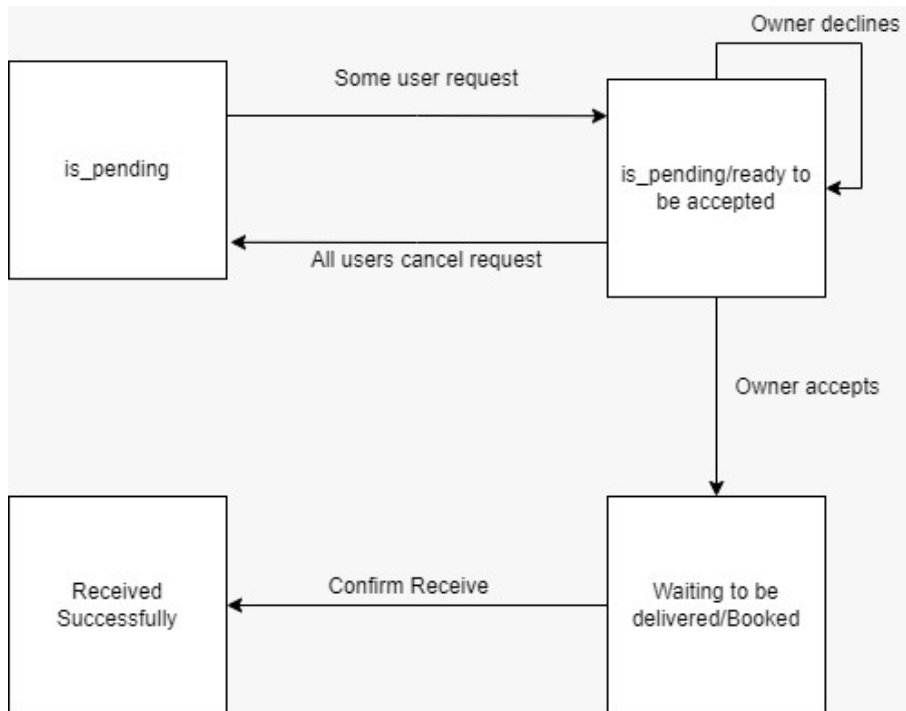 Owner declines
Some user request
is_pending
is_pending/ready to
be accepted
All users cancel request
Owner accepts
Received
Successfully
Confirm Receive
Waiting to be
delivered/Booked